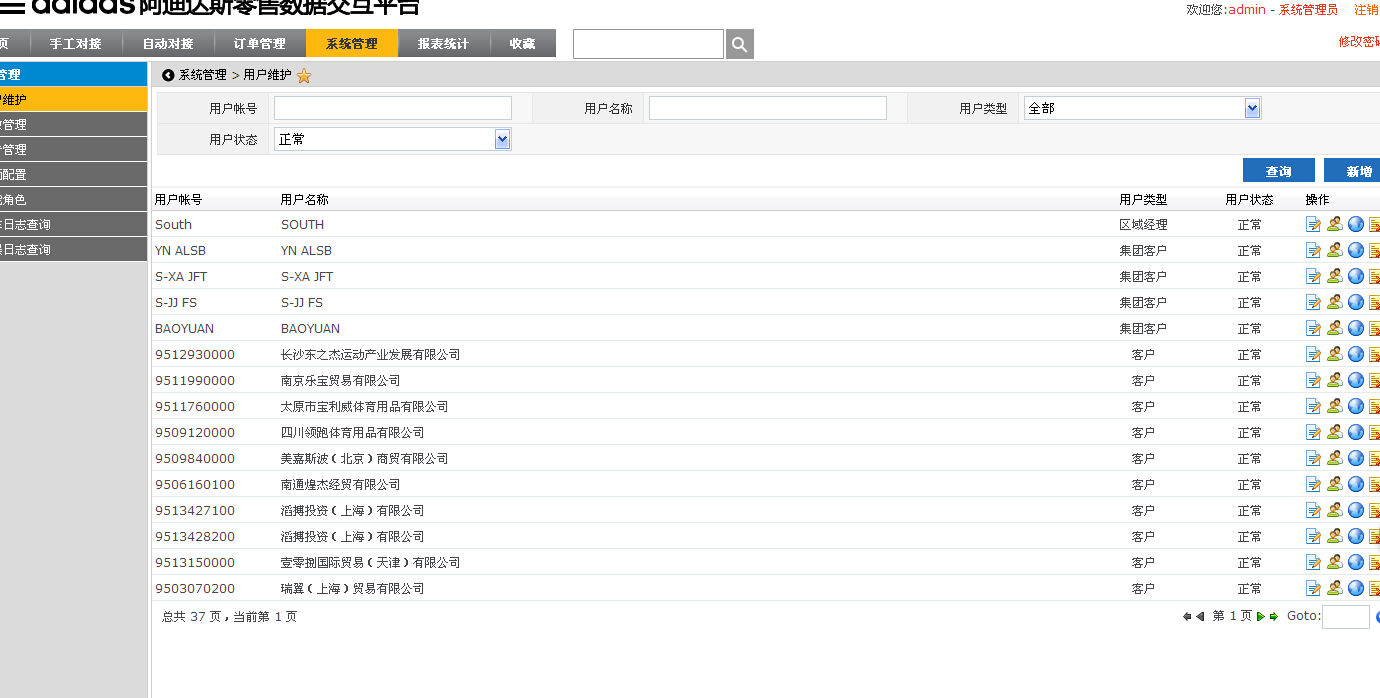 adidas 阿迪达斯零售数据交互平台
欢迎您:admin - 系统管理员 注销
页 手工对接 自动对接 订单管理 系统管理 报表统计 收藏
修改密码
管理
户维护
管理
管理
配置
角色
日志查询
日志查询
系统管理 > 用户维护
用户帐号 用户名称 用户类型 全部
用户状态 正常
查询 新增
用户帐号 用户名称 用户类型 用户状态 操作
South SOUTH 区域经理 正常
YN ALSB YN ALSB 集团客户 正常
S-XA JFT S-XA JFT 集团客户 正常
S-JJ FS S-JJ FS 集团客户 正常
BAOYUAN BAOYUAN 集团客户 正常
9512930000 长沙东之杰运动产业发展有限公司 客户 正常
9511990000 南京乐宝贸易有限公司 客户 正常
9511760000 太原市宝利威体育用品有限公司 客户 正常
9509120000 四川领跑体育用品有限公司 客户 正常
9509840000 美嘉斯波（北京）商贸有限公司 客户 正常
9506160100 南通煌杰经贸有限公司 客户 正常
9513427100 滔搏投资（上海）有限公司 客户 正常
9513428200 滔搏投资（上海）有限公司 客户 正常
9513150000 壹零捌国际贸易（天津）有限公司 客户 正常
9503070200 瑞翼（上海）贸易有限公司 客户 正常
总共 37 页，当前第 1 页 第 1 页 Goto: